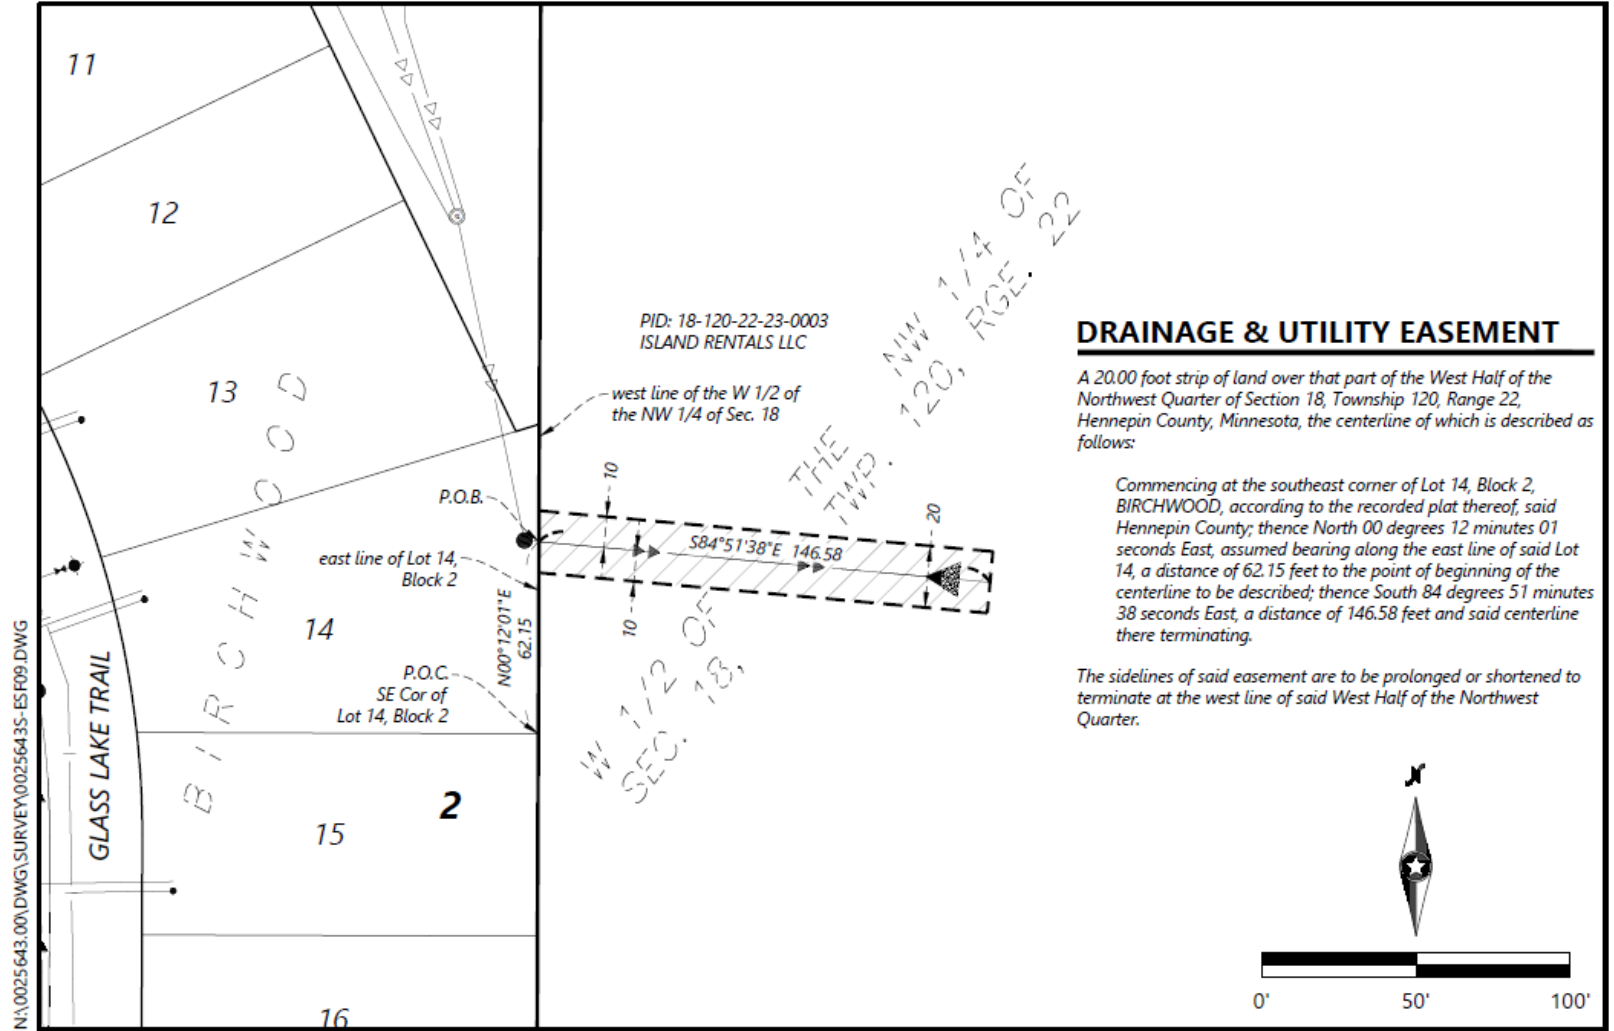 11
12
13
BIRCHWOOD
14
15
2
16
GLASS LAKE TRAIL
N:\0025643.00\DWG\SURVEY\0025643S-ESF09.DWG
PID: 18-120-22-23-0003
ISLAND RENTALS LLC
west line of the W 1/2 of
the NW 1/4 of Sec. 18
P.O.B.
east line of Lot 14,
Block 2
N00°12'01"E
62.15
P.O.C.
SE Cor of
Lot 14, Block 2
10
10
20
S84°51'38"E 146.58
W 1/2 OF THE NW 1/4 OF
SEC. 18, TWP. 120, RGE. 22
DRAINAGE & UTILITY EASEMENT
A 20.00 foot strip of land over that part of the West Half of the
Northwest Quarter of Section 18, Township 120, Range 22,
Hennepin County, Minnesota, the centerline of which is described as
follows:
Commencing at the southeast corner of Lot 14, Block 2,
BIRCHWOOD, according to the recorded plat thereof, said
Hennepin County; thence North 00 degrees 12 minutes 01
seconds East, assumed bearing along the east line of said Lot
14, a distance of 62.15 feet to the point of beginning of the
centerline to be described; thence South 84 degrees 51 minutes
38 seconds East, a distance of 146.58 feet and said centerline
there terminating.
The sidelines of said easement are to be prolonged or shortened to
terminate at the west line of said West Half of the Northwest
Quarter.
N
0'
50'
100'